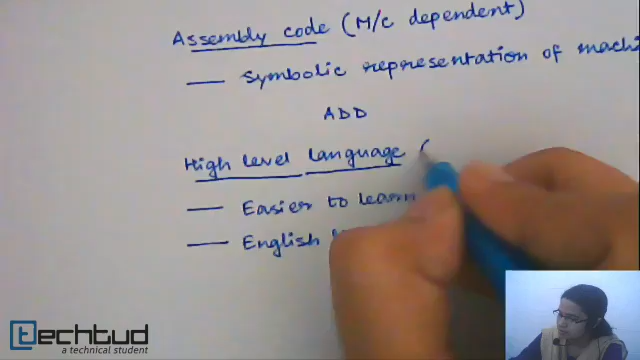 Assembly code (M/c dependent)
— Symbolic representation of machi
ADD
High level language (
— Easier to learn
— English
techtud
a technical student